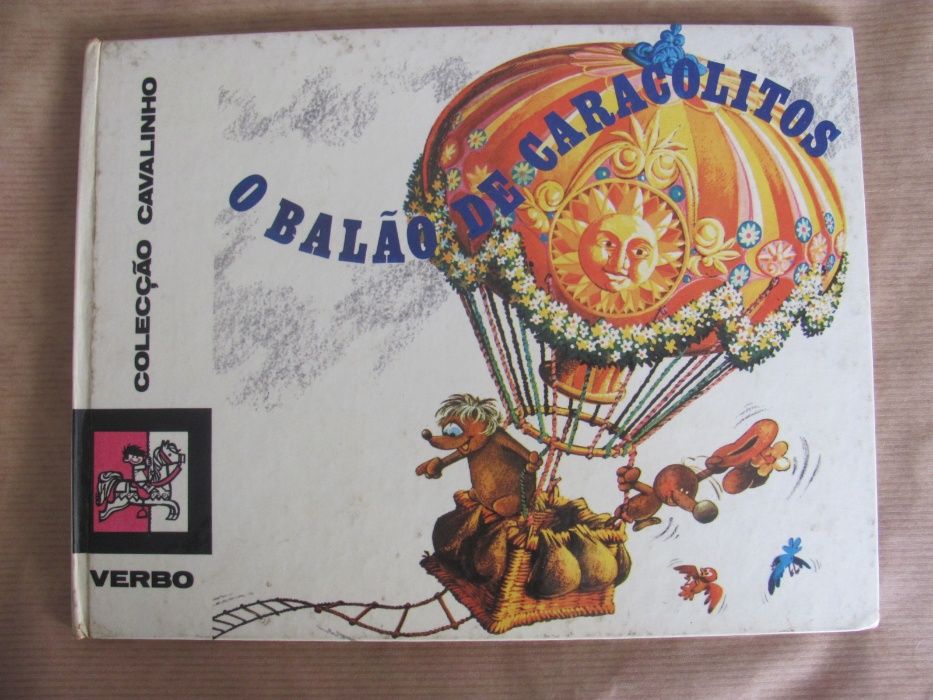 O BALÃO DE CARACOLITOS
COLECÇÃO CAVALINHO
VERBO